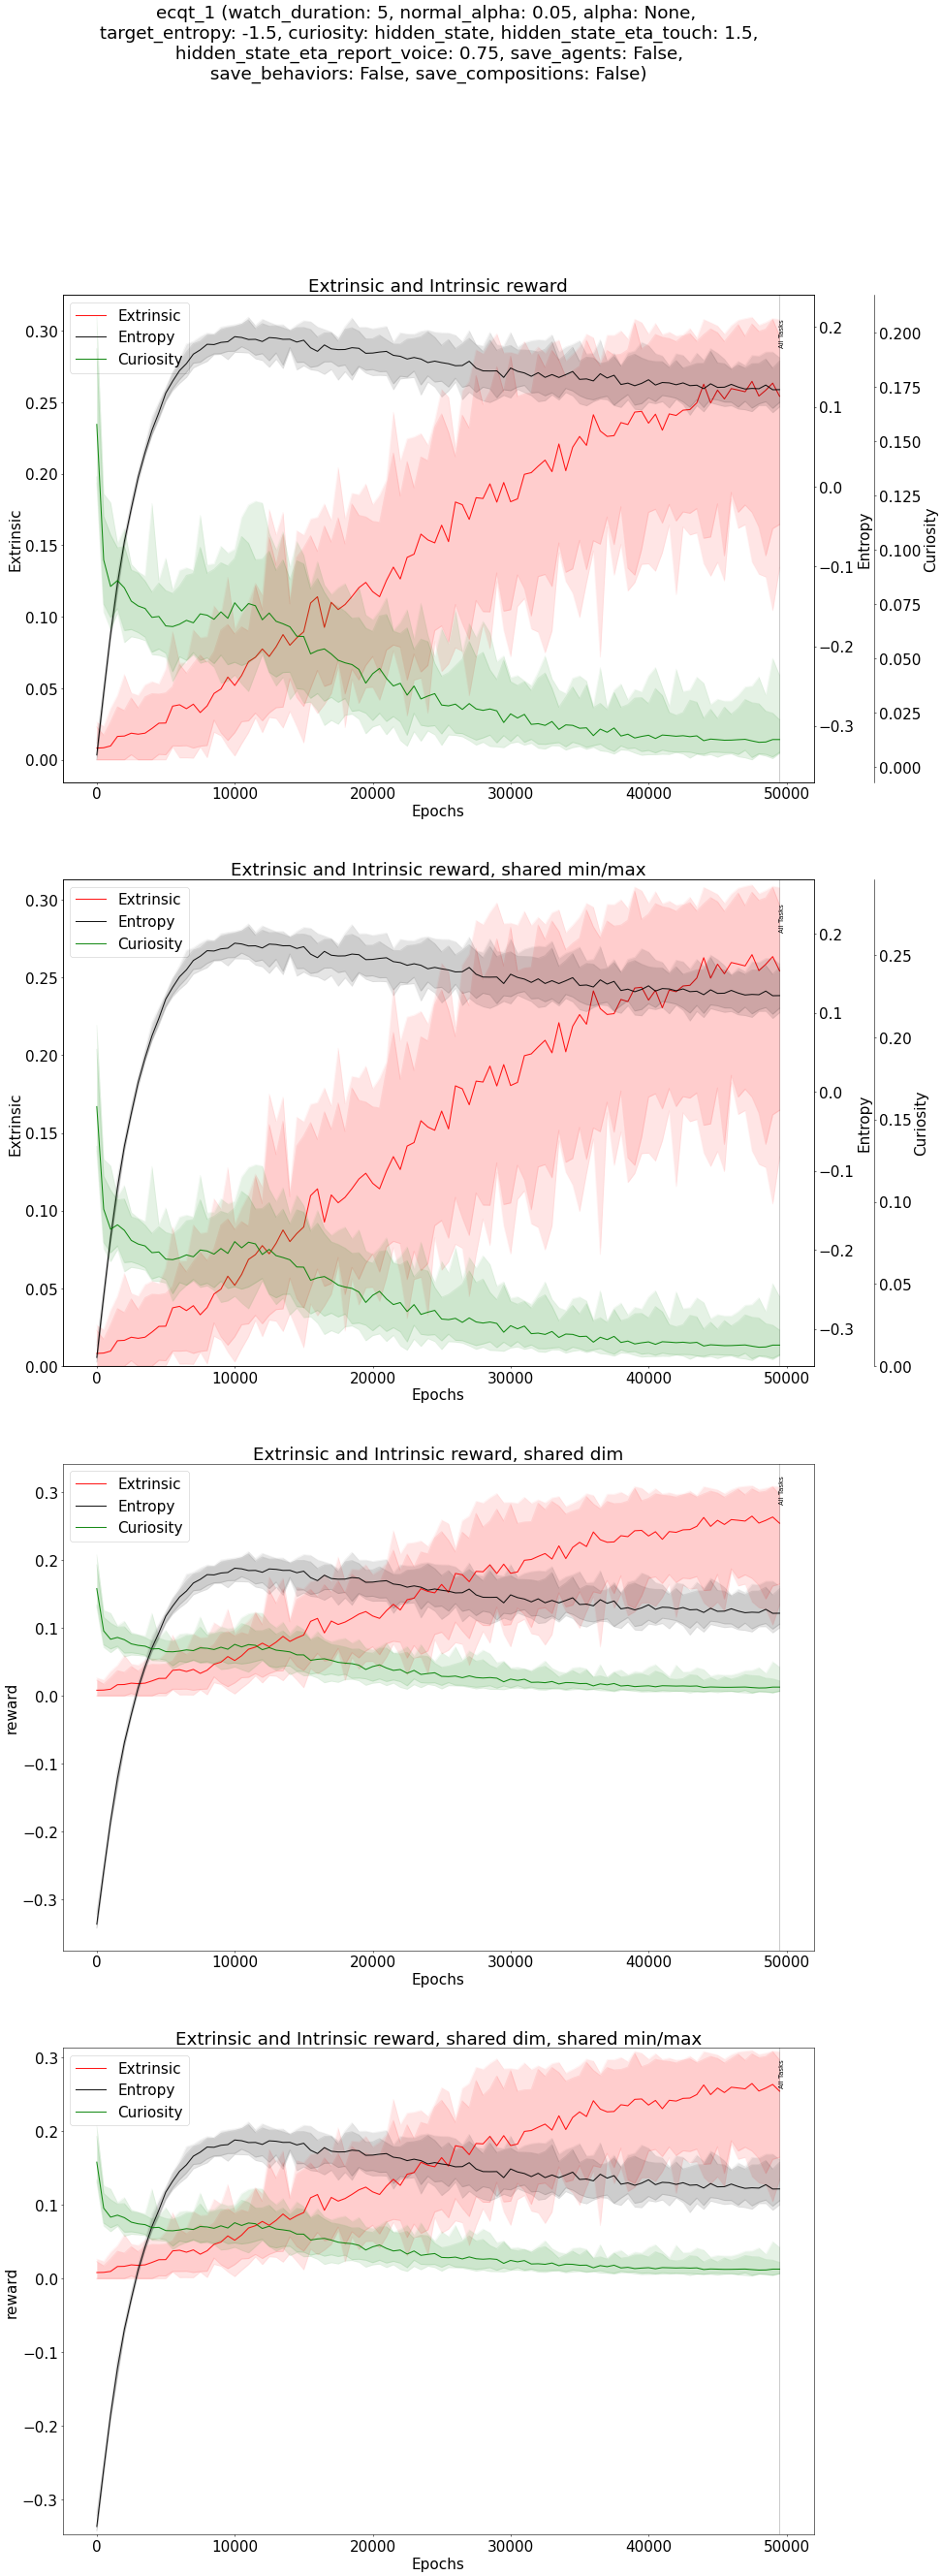 ecqt_1 (watch_duration: 5, normal_alpha: 0.05, alpha: None,
target_entropy: -1.5, curiosity: hidden_state, hidden_state_eta_touch: 1.5,
hidden_state_eta_report_voice: 0.75, save_agents: False,
save_behaviors: False, save_compositions: False)
Extrinsic and Intrinsic reward
Extrinsic
Entropy
Curiosity
All Tasks
0.30
0.25
0.20
0.15
0.10
0.05
0.00
Extrinsic
0.2
0.1
0.0
−0.1
−0.2
−0.3
Entropy
0.200
0.175
0.150
0.125
0.100
0.075
0.050
0.025
0.000
Curiosity
0 10000 20000 30000 40000 50000
Epochs
Extrinsic and Intrinsic reward, shared min/max
Extrinsic
Entropy
Curiosity
All Tasks
0.30
0.25
0.20
0.15
0.10
0.05
0.00
Extrinsic
0.2
0.1
0.0
−0.1
−0.2
−0.3
Entropy
0.25
0.20
0.15
0.10
0.05
0.00
Curiosity
0 10000 20000 30000 40000 50000
Epochs
Extrinsic and Intrinsic reward, shared dim
Extrinsic
Entropy
Curiosity
All Tasks
0.3
0.2
0.1
0.0
−0.1
−0.2
−0.3
reward
0 10000 20000 30000 40000 50000
Epochs
Extrinsic and Intrinsic reward, shared dim, shared min/max
Extrinsic
Entropy
Curiosity
All Tasks
0.3
0.2
0.1
0.0
−0.1
−0.2
−0.3
reward
0 10000 20000 30000 40000 50000
Epochs